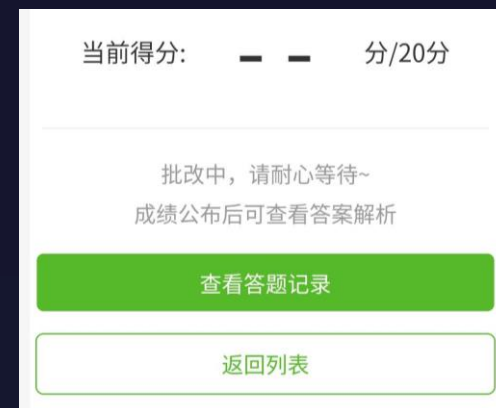 当前得分: － － 分/20分
批改中，请耐心等待~
成绩公布后可查看答案解析
查看答题记录
返回列表